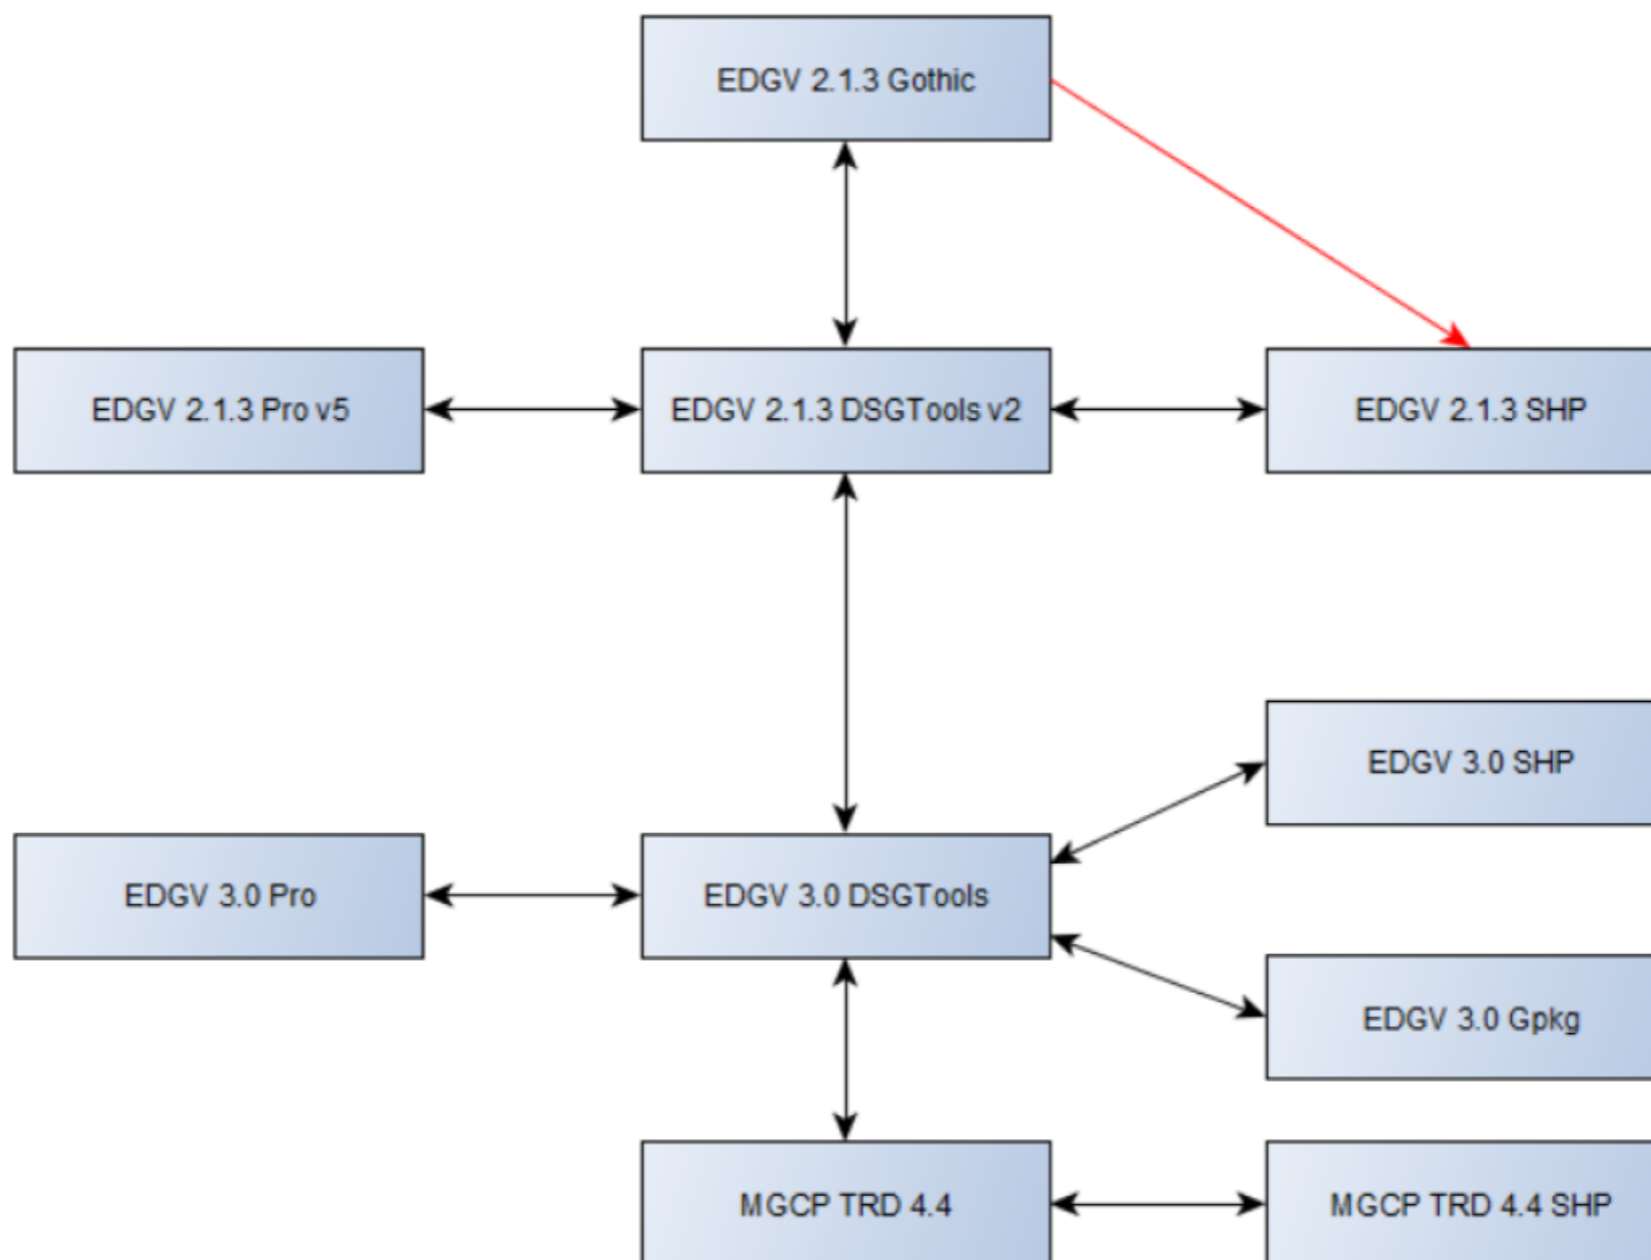 EDGV 2.1.3 Gothic
EDGV 2.1.3 Pro v5
EDGV 2.1.3 DSGTools v2
EDGV 2.1.3 SHP
EDGV 3.0 SHP
EDGV 3.0 Pro
EDGV 3.0 DSGTools
EDGV 3.0 Gpkg
MGCP TRD 4.4
MGCP TRD 4.4 SHP